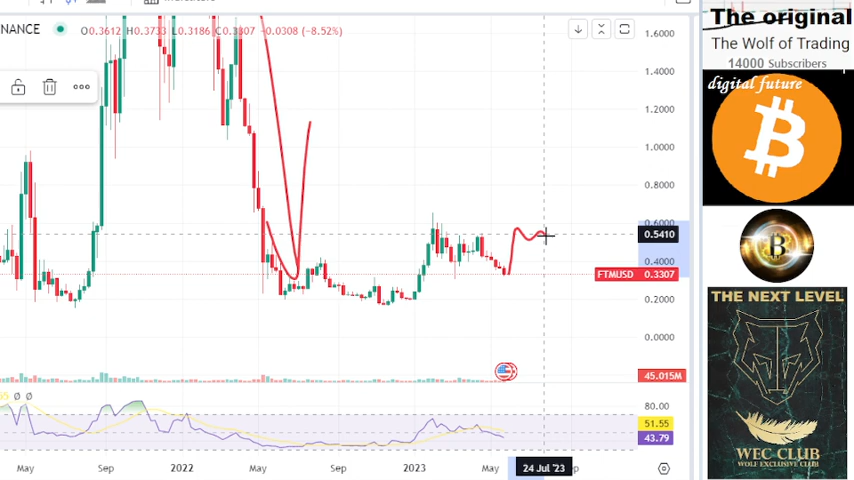 NANCE O0.3612 H0.3733 L0.3186 C0.3307 -0.0308 (-8.52%)
1.6000
1.4000
1.2000
1.0000
0.8000
0.6000
0.5410
0.4000
FTMUSD 0.3307
0.2000
0.0000
45.015M
55 Ø Ø
80.00
51.55
43.79
May Sep 2022 May Sep 2023 May 24 Jul '23 ep
The original
The Wolf of Trading
14000 Subscribers
digital future
THE NEXT LEVEL
WEC CLUB
WOLF EXCLUSIVE CLUB